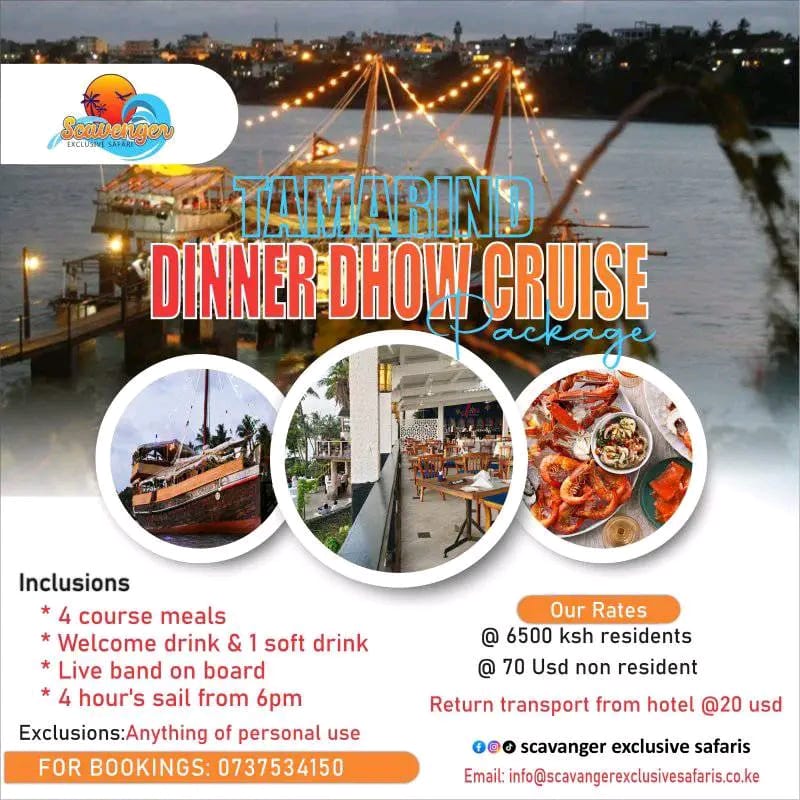 Scavenger
EXCLUSIVE SAFARI
TAMARIND
DINNER DHOW CRUISE
Package
Inclusions
* 4 course meals
* Welcome drink & 1 soft drink
* Live band on board
* 4 hour's sail from 6pm
Exclusions:Anything of personal use
FOR BOOKINGS: 0737534150
Our Rates
@ 6500 ksh residents
@ 70 Usd non resident
Return transport from hotel @20 usd
scavanger exclusive safaris
Email: info@scavangerexclusivesafaris.co.ke